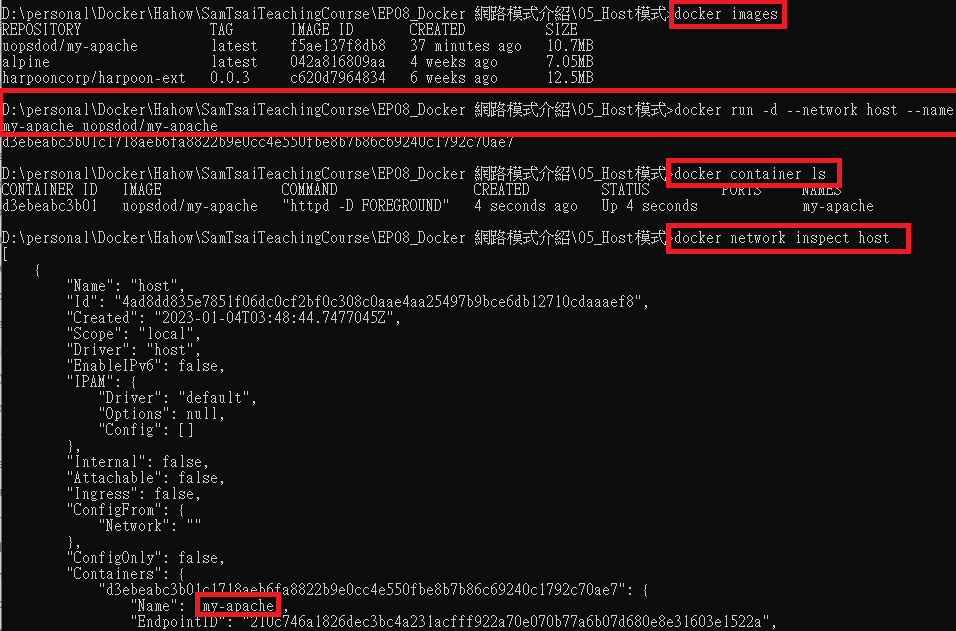 D:\personal\Docker\Hahow\SamTsaiTeachingCourse\EP08_Docker 網路模式介紹\05_Host模式>docker images
REPOSITORY TAG IMAGE ID CREATED SIZE
uopsdod/my-apache latest f5ae137f8db8 37 minutes ago 10.7MB
alpine latest 042a816809aa 4 weeks ago 7.05MB
harpooncorp/harpoon-ext 0.0.3 c620d7964834 6 weeks ago 12.5MB
D:\personal\Docker\Hahow\SamTsaiTeachingCourse\EP08_Docker 網路模式介紹\05_Host模式>docker run -d --network host --name
my-apache uopsdod/my-apache
d3ebeabc3b01c1718aeb6fa8822b9e0cc4e550fbe8b7b86c69240c1792c70ae7
D:\personal\Docker\Hahow\SamTsaiTeachingCourse\EP08_Docker 網路模式介紹\05_Host模式>docker container ls
CONTAINER ID IMAGE COMMAND CREATED STATUS PORTS NAMES
d3ebeabc3b01 uopsdod/my-apache "httpd -D FOREGROUND" 4 seconds ago Up 4 seconds my-apache
D:\personal\Docker\Hahow\SamTsaiTeachingCourse\EP08_Docker 網路模式介紹\05_Host模式>docker network inspect host
[
{
"Name": "host",
"Id": "4ad8dd835e7851f06dc0cf2bf0c308c0aae4aa25497b9bce6db12710cdaaaef8",
"Created": "2023-01-04T03:48:44.7477045Z",
"Scope": "local",
"Driver": "host",
"EnableIPv6": false,
"IPAM": {
"Driver": "default",
"Options": null,
"Config": []
},
"Internal": false,
"Attachable": false,
"Ingress": false,
"ConfigFrom": {
"Network": ""
},
"ConfigOnly": false,
"Containers": {
"d3ebeabc3b01c1718aeb6fa8822b9e0cc4e550fbe8b7b86c69240c1792c70ae7": {
"Name": "my-apache",
"EndpointID": "210c746a1826dec3bc4a231acfff922a70e070b77a6b07d680e8e31603e1522a",